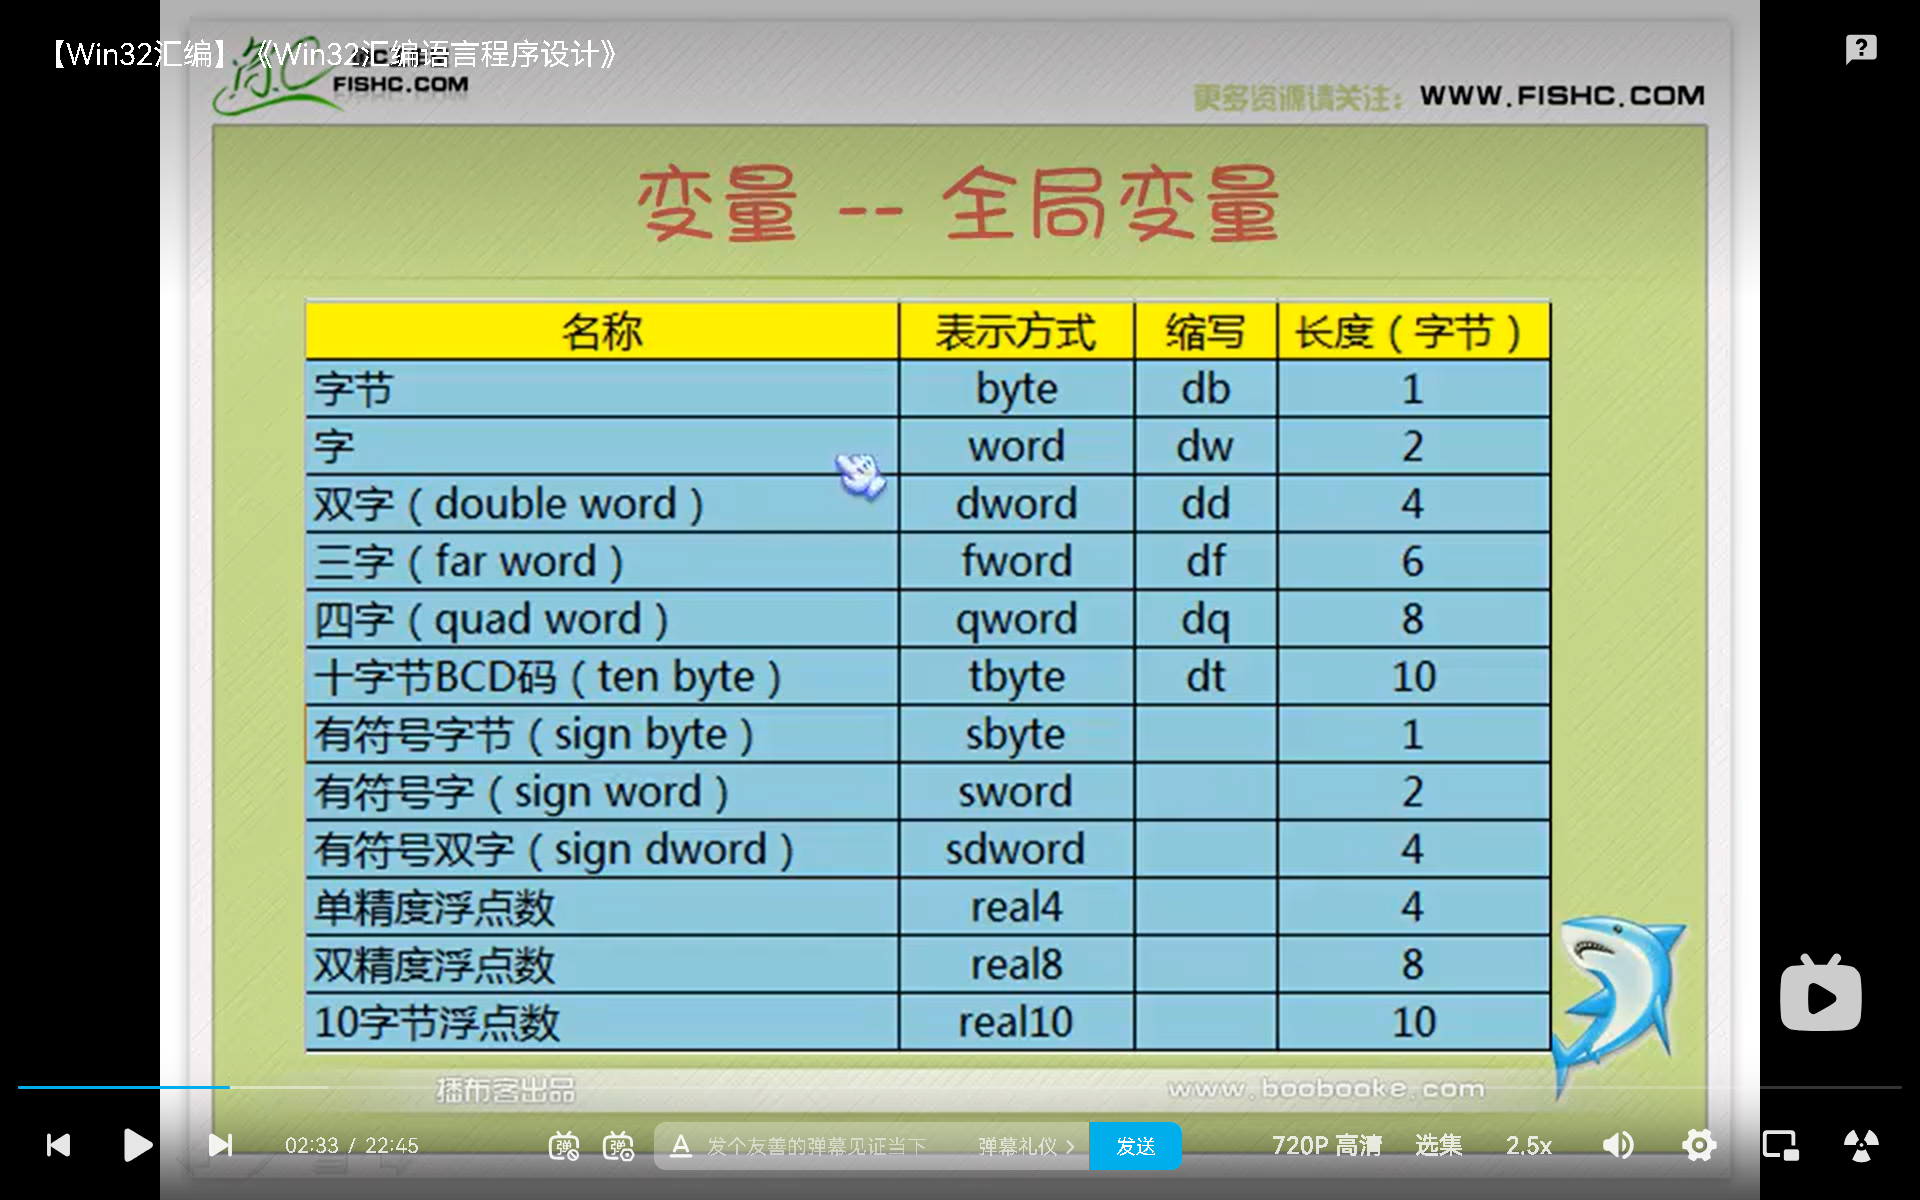 【Win32汇编】《Win32汇编语言程序设计》
FISHC.COM
更多资源请关注： WWW.FISHC.COM
变量 -- 全局变量
名称 表示方式 缩写 长度（字节）
字节 byte db 1
字 word dw 2
双字（double word） dword dd 4
三字（far word） fword df 6
四字（quad word） qword dq 8
十字节BCD码（ten byte） tbyte dt 10
有符号字节（sign byte） sbyte 1
有符号字（sign word） sword 2
有符号双字（sign dword） sdword 4
单精度浮点数 real4 4
双精度浮点数 real8 8
10字节浮点数 real10 10
播布客出品 www.boobooke.com
02:33 / 22:45 弹 弹 A 发个友善的弹幕见证当下 弹幕礼仪 发送 720P 高清 选集 2.5x